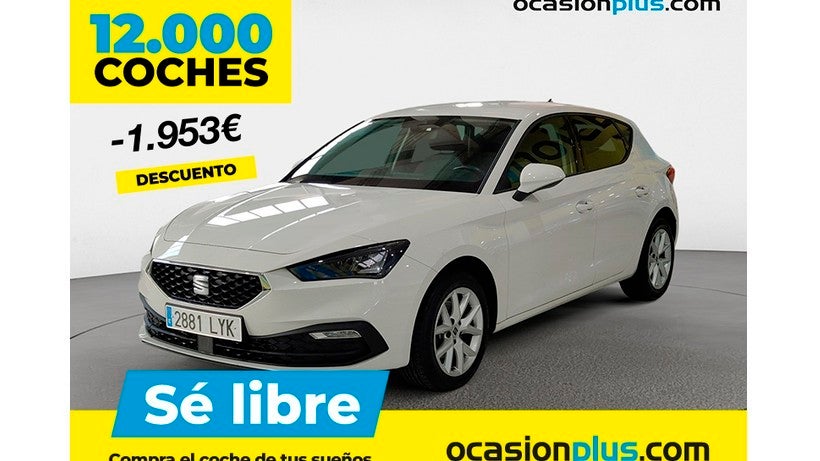 ocasionplus.com
12.000
COCHES
-1.953€
DESCUENTO
2881 LYK
Sé libre
Compra el coche de tus sueños
ocasionplus.com